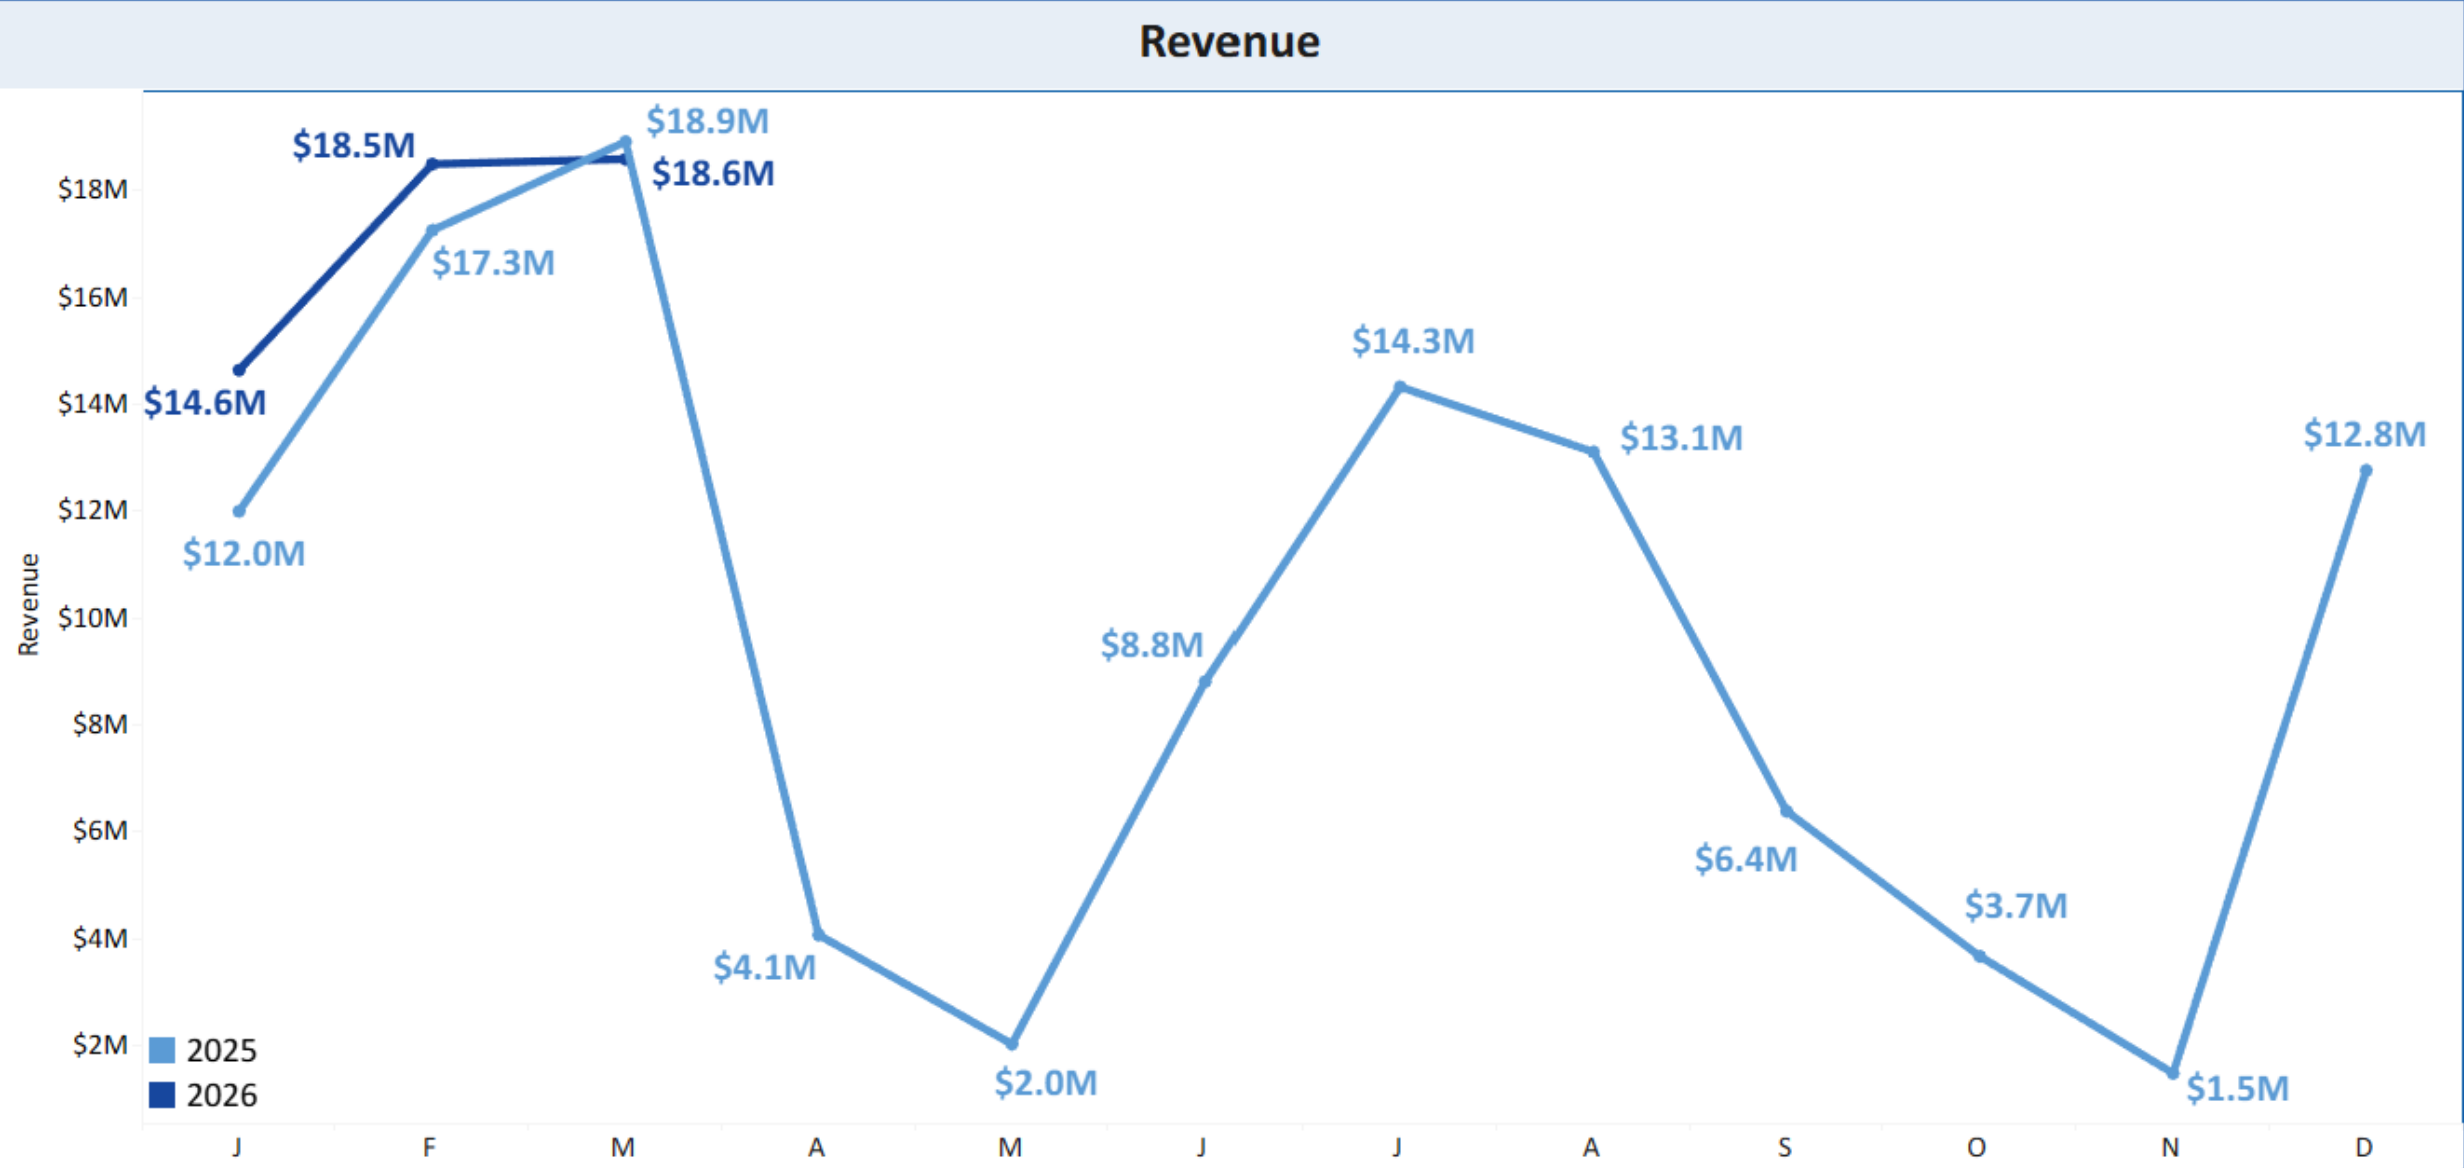 Revenue
$18.9M
$18.5M
$18.6M
$18M
$17.3M
$16M
$14.3M
$14M
$14.6M
$13.1M
$12.8M
$12M
$12.0M
Revenue
$10M
$8.8M
$8M
$6M
$6.4M
$3.7M
$4M
$4.1M
$2M
2025
$2.0M
$1.5M
2026
J F M A M J J A S O N D